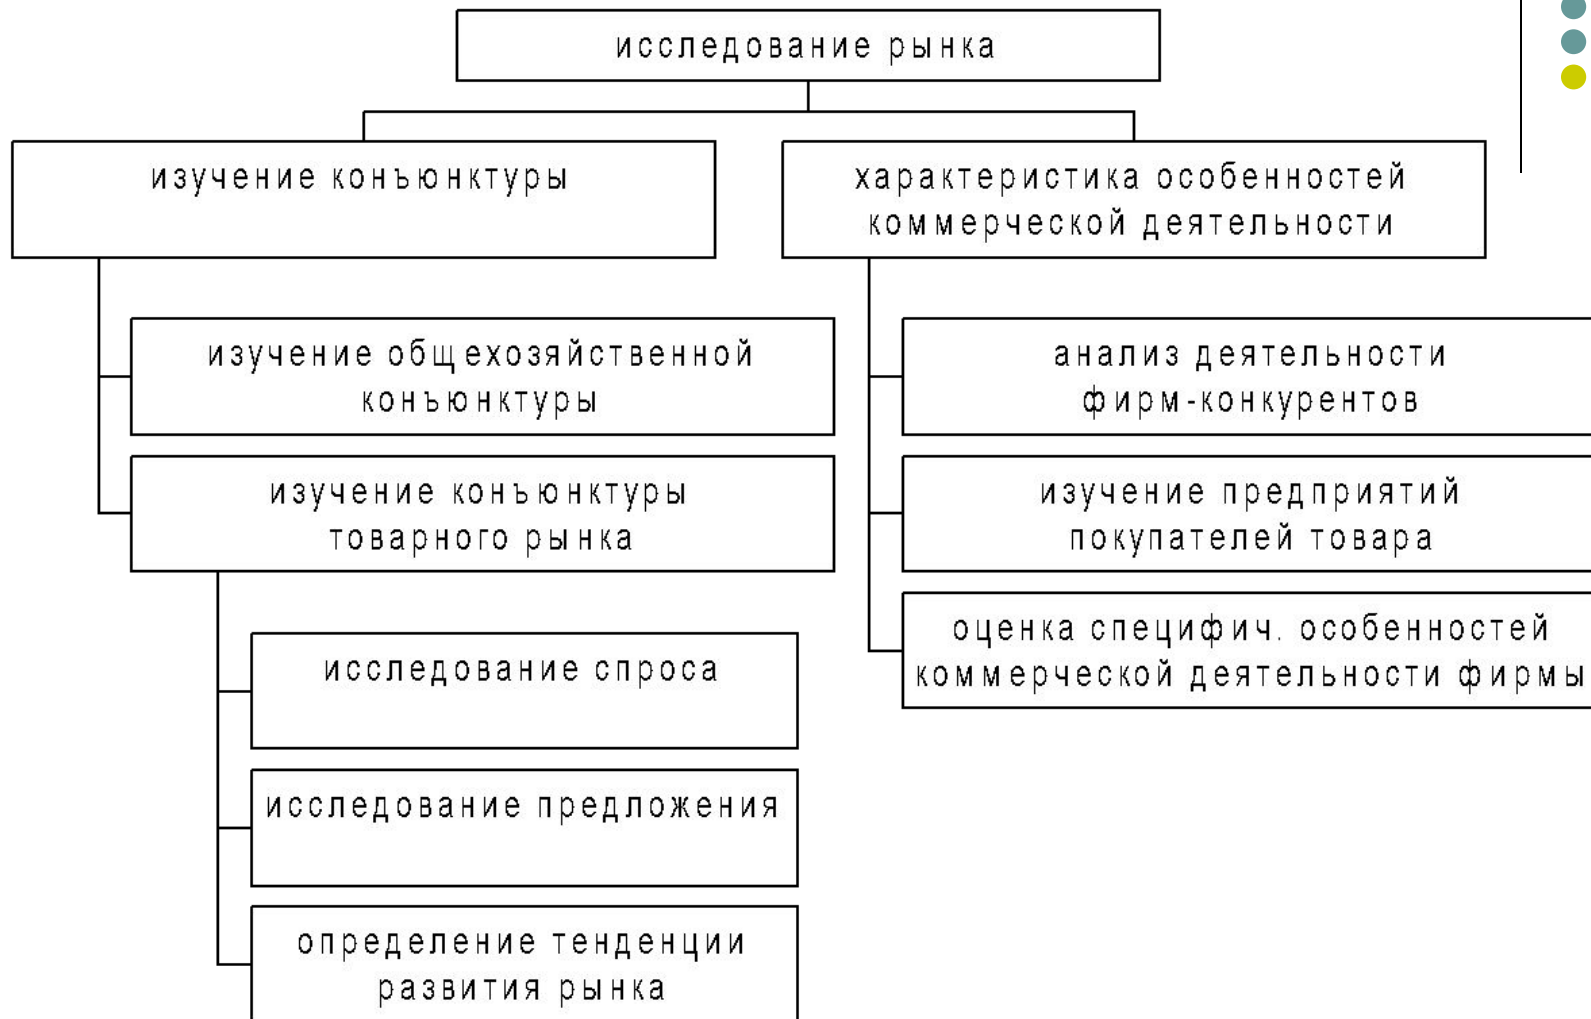 исследование рынка
изучение конъюнктуры
характеристика особенностей
коммерческой деятельности
изучение общехозяйственной
конъюнктуры
изучение конъюнктуры
товарного рынка
исследование спроса
исследование предложения
определение тенденции
развития рынка
анализ деятельности
фирм-конкурентов
изучение предприятий
покупателей товара
оценка специфич. особенностей
коммерческой деятельности фирмы